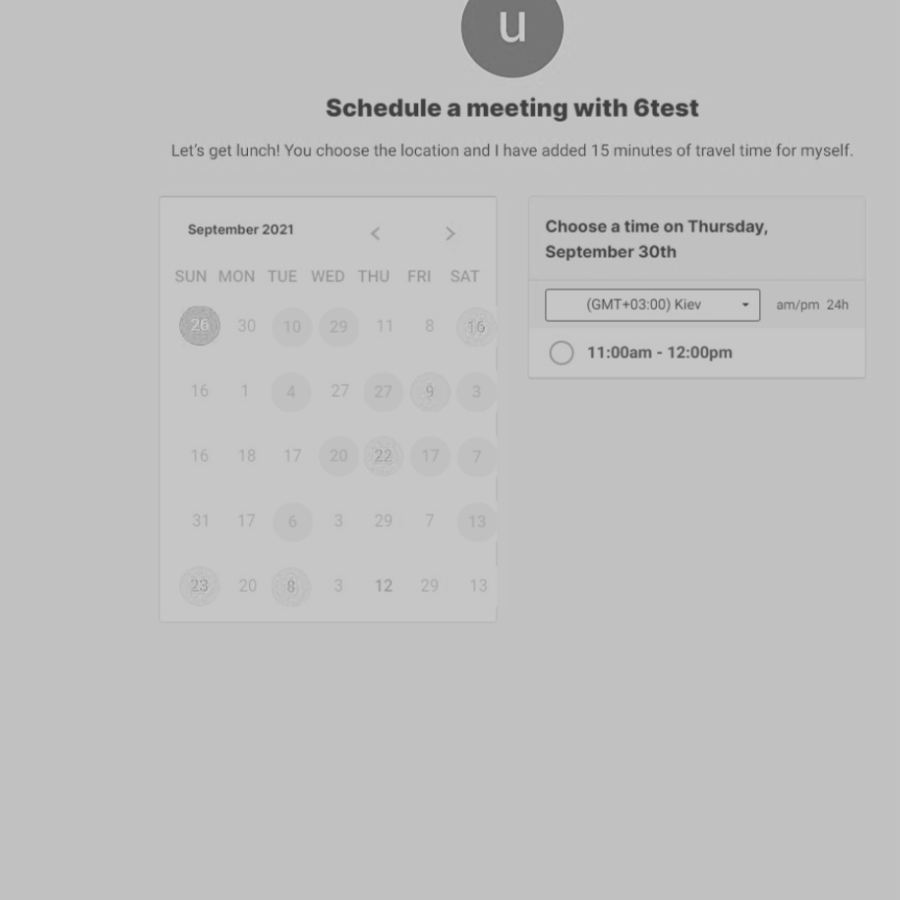 u
Schedule a meeting with 6test
Let's get lunch! You choose the location and I have added 15 minutes of travel time for myself.
September 2021
SUN MON TUE WED THU FRI SAT
26 30 10 29 11 8 16
16 1 4 27 27 9 3
16 18 17 20 22 17 7
31 17 6 3 29 7 13
23 20 8 3 12 29 13
Choose a time on Thursday,
September 30th
(GMT+03:00) Kiev am/pm 24h
11:00am - 12:00pm